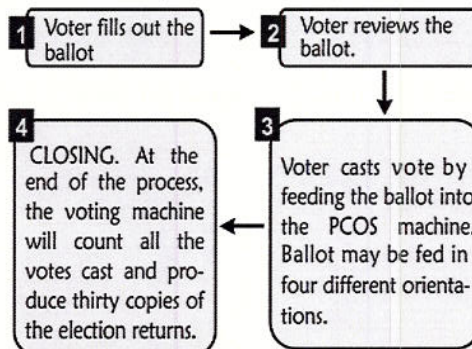 1
Voter fills out the
ballot
2
Voter reviews the
ballot.
3
Voter casts vote by
feeding the ballot into
the PCOS machine.
Ballot may be fed in
four different orienta-
tions.
4
CLOSING. At the
end of the process,
the voting machine
will count all the
votes cast and pro-
duce thirty copies of
the election returns.